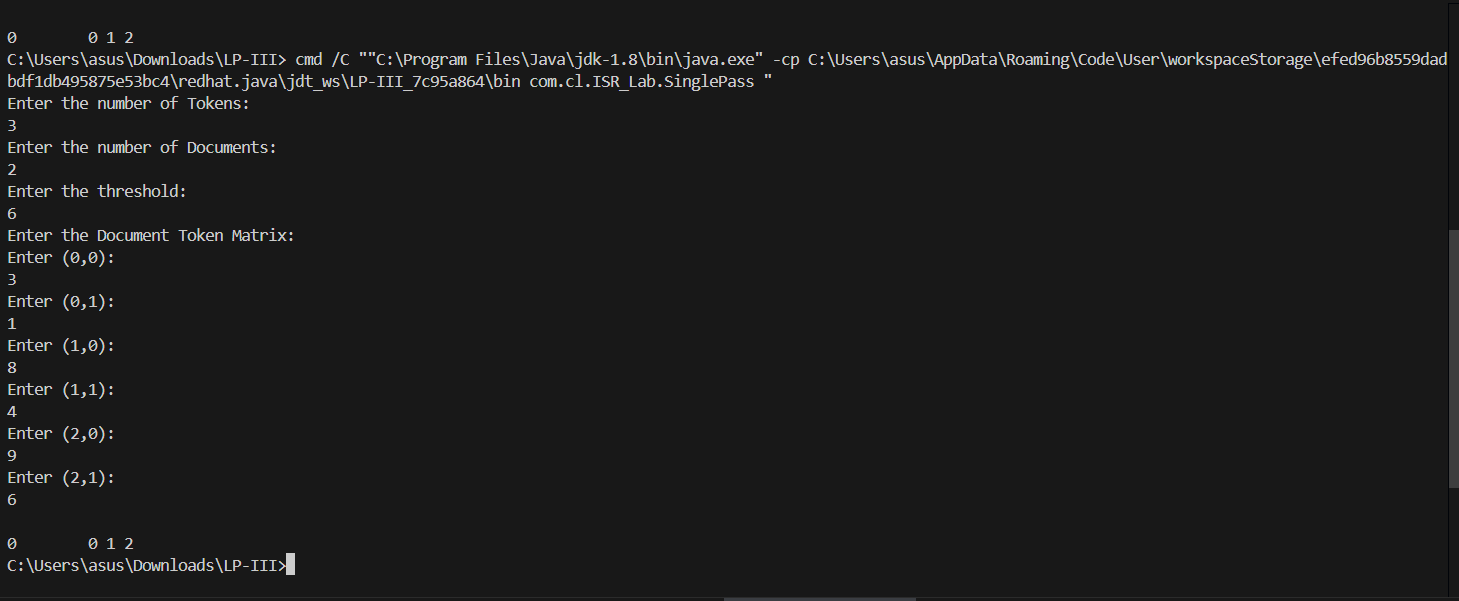 0        0 1 2
C:\Users\asus\Downloads\LP-III> cmd /C ""C:\Program Files\Java\jdk-1.8\bin\java.exe" -cp C:\Users\asus\AppData\Roaming\Code\User\workspaceStorage\efed96b8559dad
bdf1db495875e53bc4\redhat.java\jdt_ws\LP-III_7c95a864\bin com.cl.ISR_Lab.SinglePass "
Enter the number of Tokens:
3
Enter the number of Documents:
2
Enter the threshold:
6
Enter the Document Token Matrix:
Enter (0,0):
3
Enter (0,1):
1
Enter (1,0):
8
Enter (1,1):
4
Enter (2,0):
9
Enter (2,1):
6
0        0 1 2
C:\Users\asus\Downloads\LP-III>